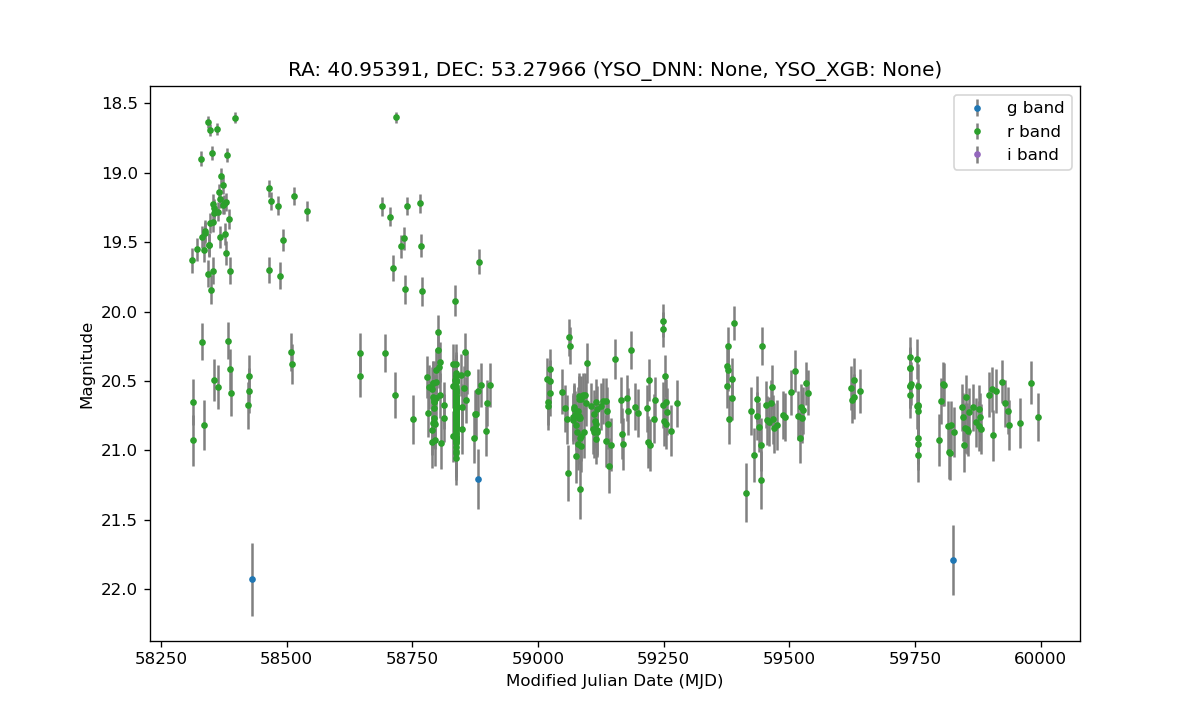 RA: 40.95391, DEC: 53.27966 (YSO_DNN: None, YSO_XGB: None)
g band
r band
i band
Magnitude
18.5
19.0
19.5
20.0
20.5
21.0
21.5
22.0
58250 58500 58750 59000 59250 59500 59750 60000
Modified Julian Date (MJD)